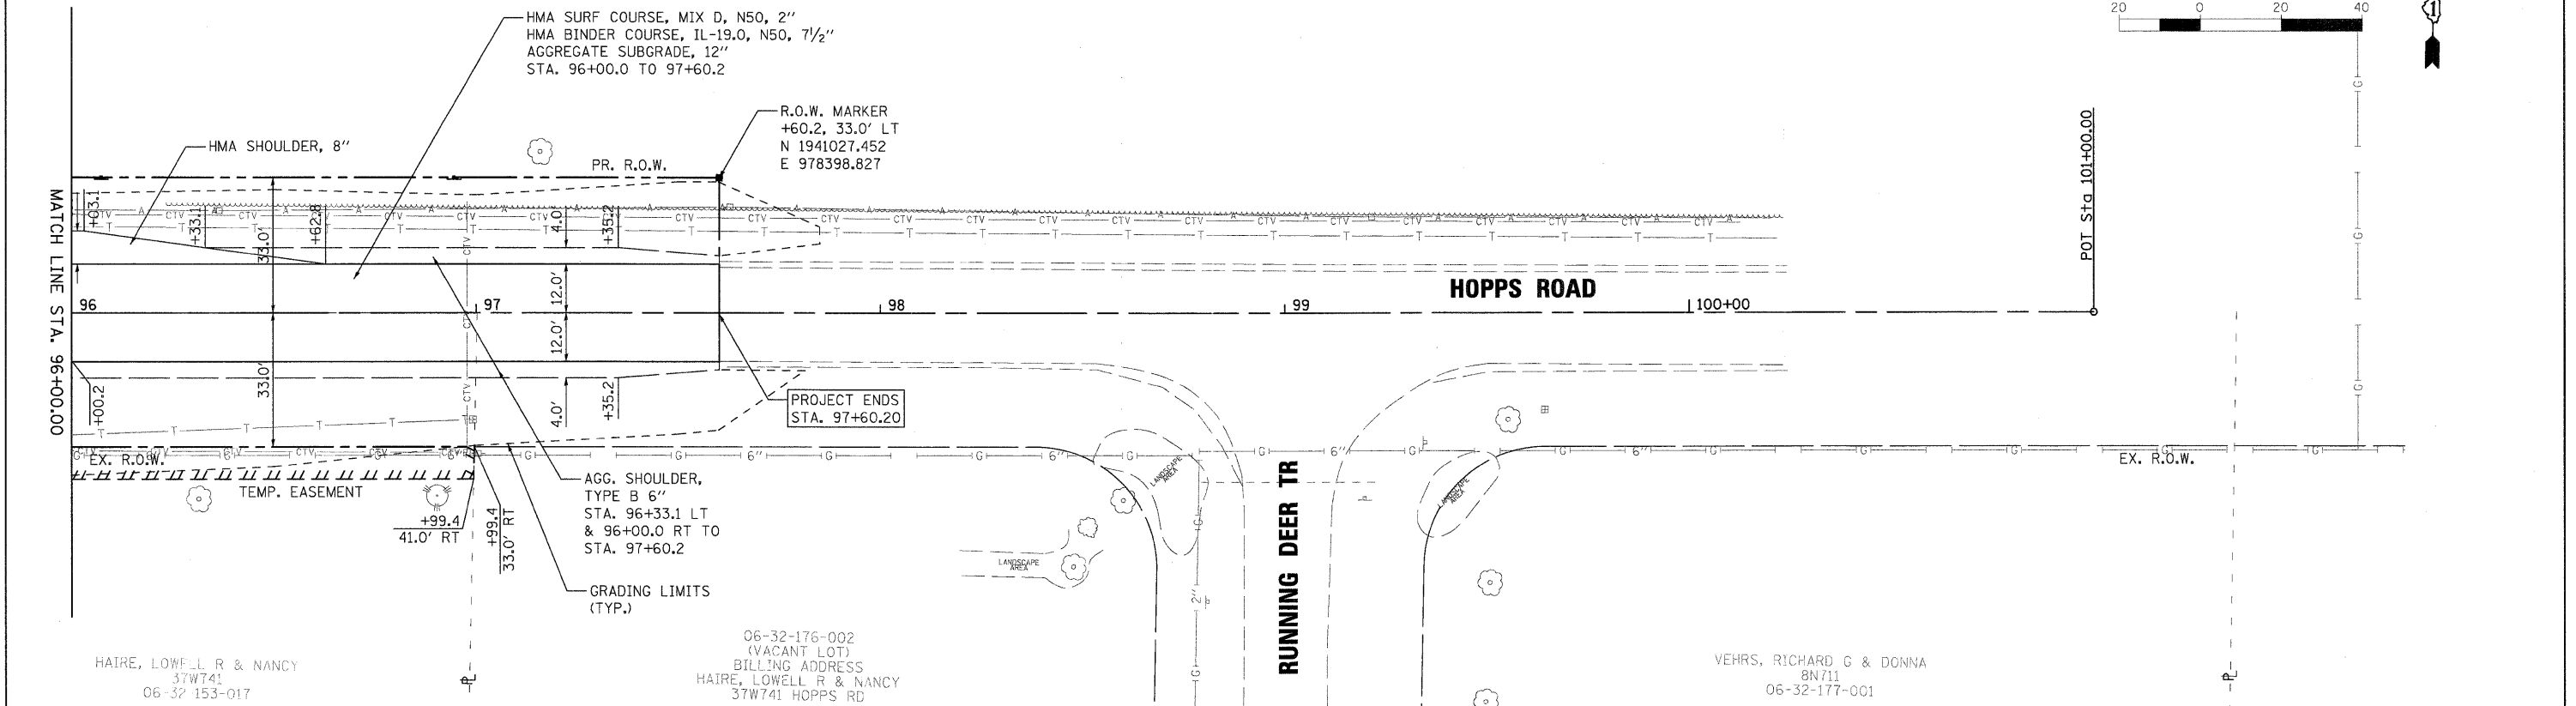 HMA SURF COURSE, MIX D, N50, 2"
HMA BINDER COURSE, IL-19.0, N50, 7½"
AGGREGATE SUBGRADE, 12"
STA. 96+00.0 TO 97+60.2
20 0 20 40
1
R.O.W. MARKER
+60.2, 33.0' LT
N 1941027.452
E 978398.827
HMA SHOULDER, 8"
PR. R.O.W.
MATCH LINE STA. 96+00.00
+03.1
+33.1
+62.8
33.0'
4.0'
+35.2
POT Sta 101+00.00
HOPPS ROAD
96
97
98
99
100+00
12.0'
12.0'
33.0'
+00.2
4.0'
+35.2
PROJECT ENDS
STA. 97+60.20
EX. R.O.W.
TEMP. EASEMENT
+99.4
41.0' RT
+99.4
33.0' RT
AGG. SHOULDER,
TYPE B 6"
STA. 96+33.1 LT
& 96+00.0 RT TO
STA. 97+60.2
GRADING LIMITS
(TYP.)
LANDSCAPE
AREA
LANDSCAPE
AREA
LANDSCAPE
AREA
RUNNING DEER TR
EX. R.O.W.
HAIRE, LOWELL R & NANCY
37W741
06-32 153-017
06-32-176-002
(VACANT LOT)
BILLING ADDRESS
HAIRE, LOWELL R & NANCY
37W741 HOPPS RD
VEHRS, RICHARD G & DONNA
8N711
06-32-177-001